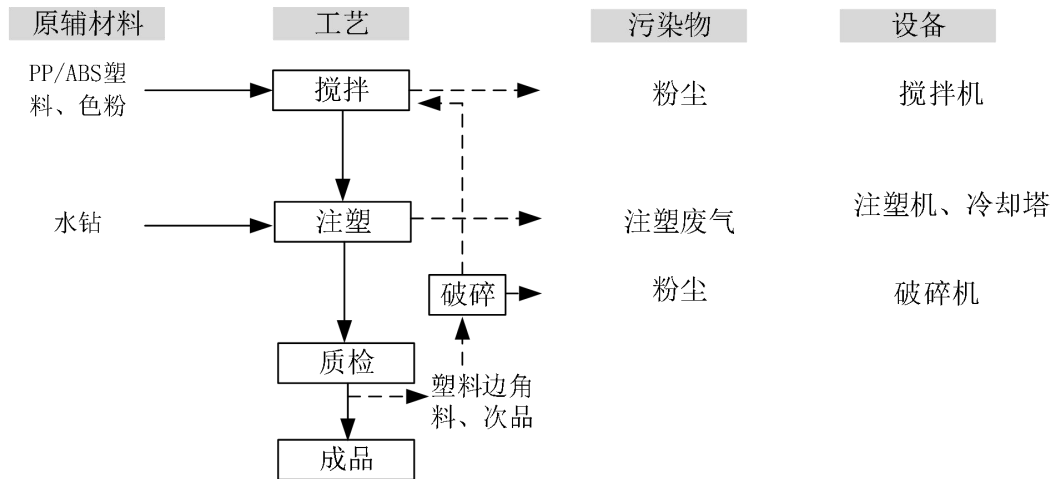 原辅材料 工艺 污染物 设备
PP/ABS塑
料、色粉
搅拌 粉尘 搅拌机
水钻 注塑 注塑废气 注塑机、冷却塔
破碎 粉尘 破碎机
质检
塑料边角
料、次品
成品